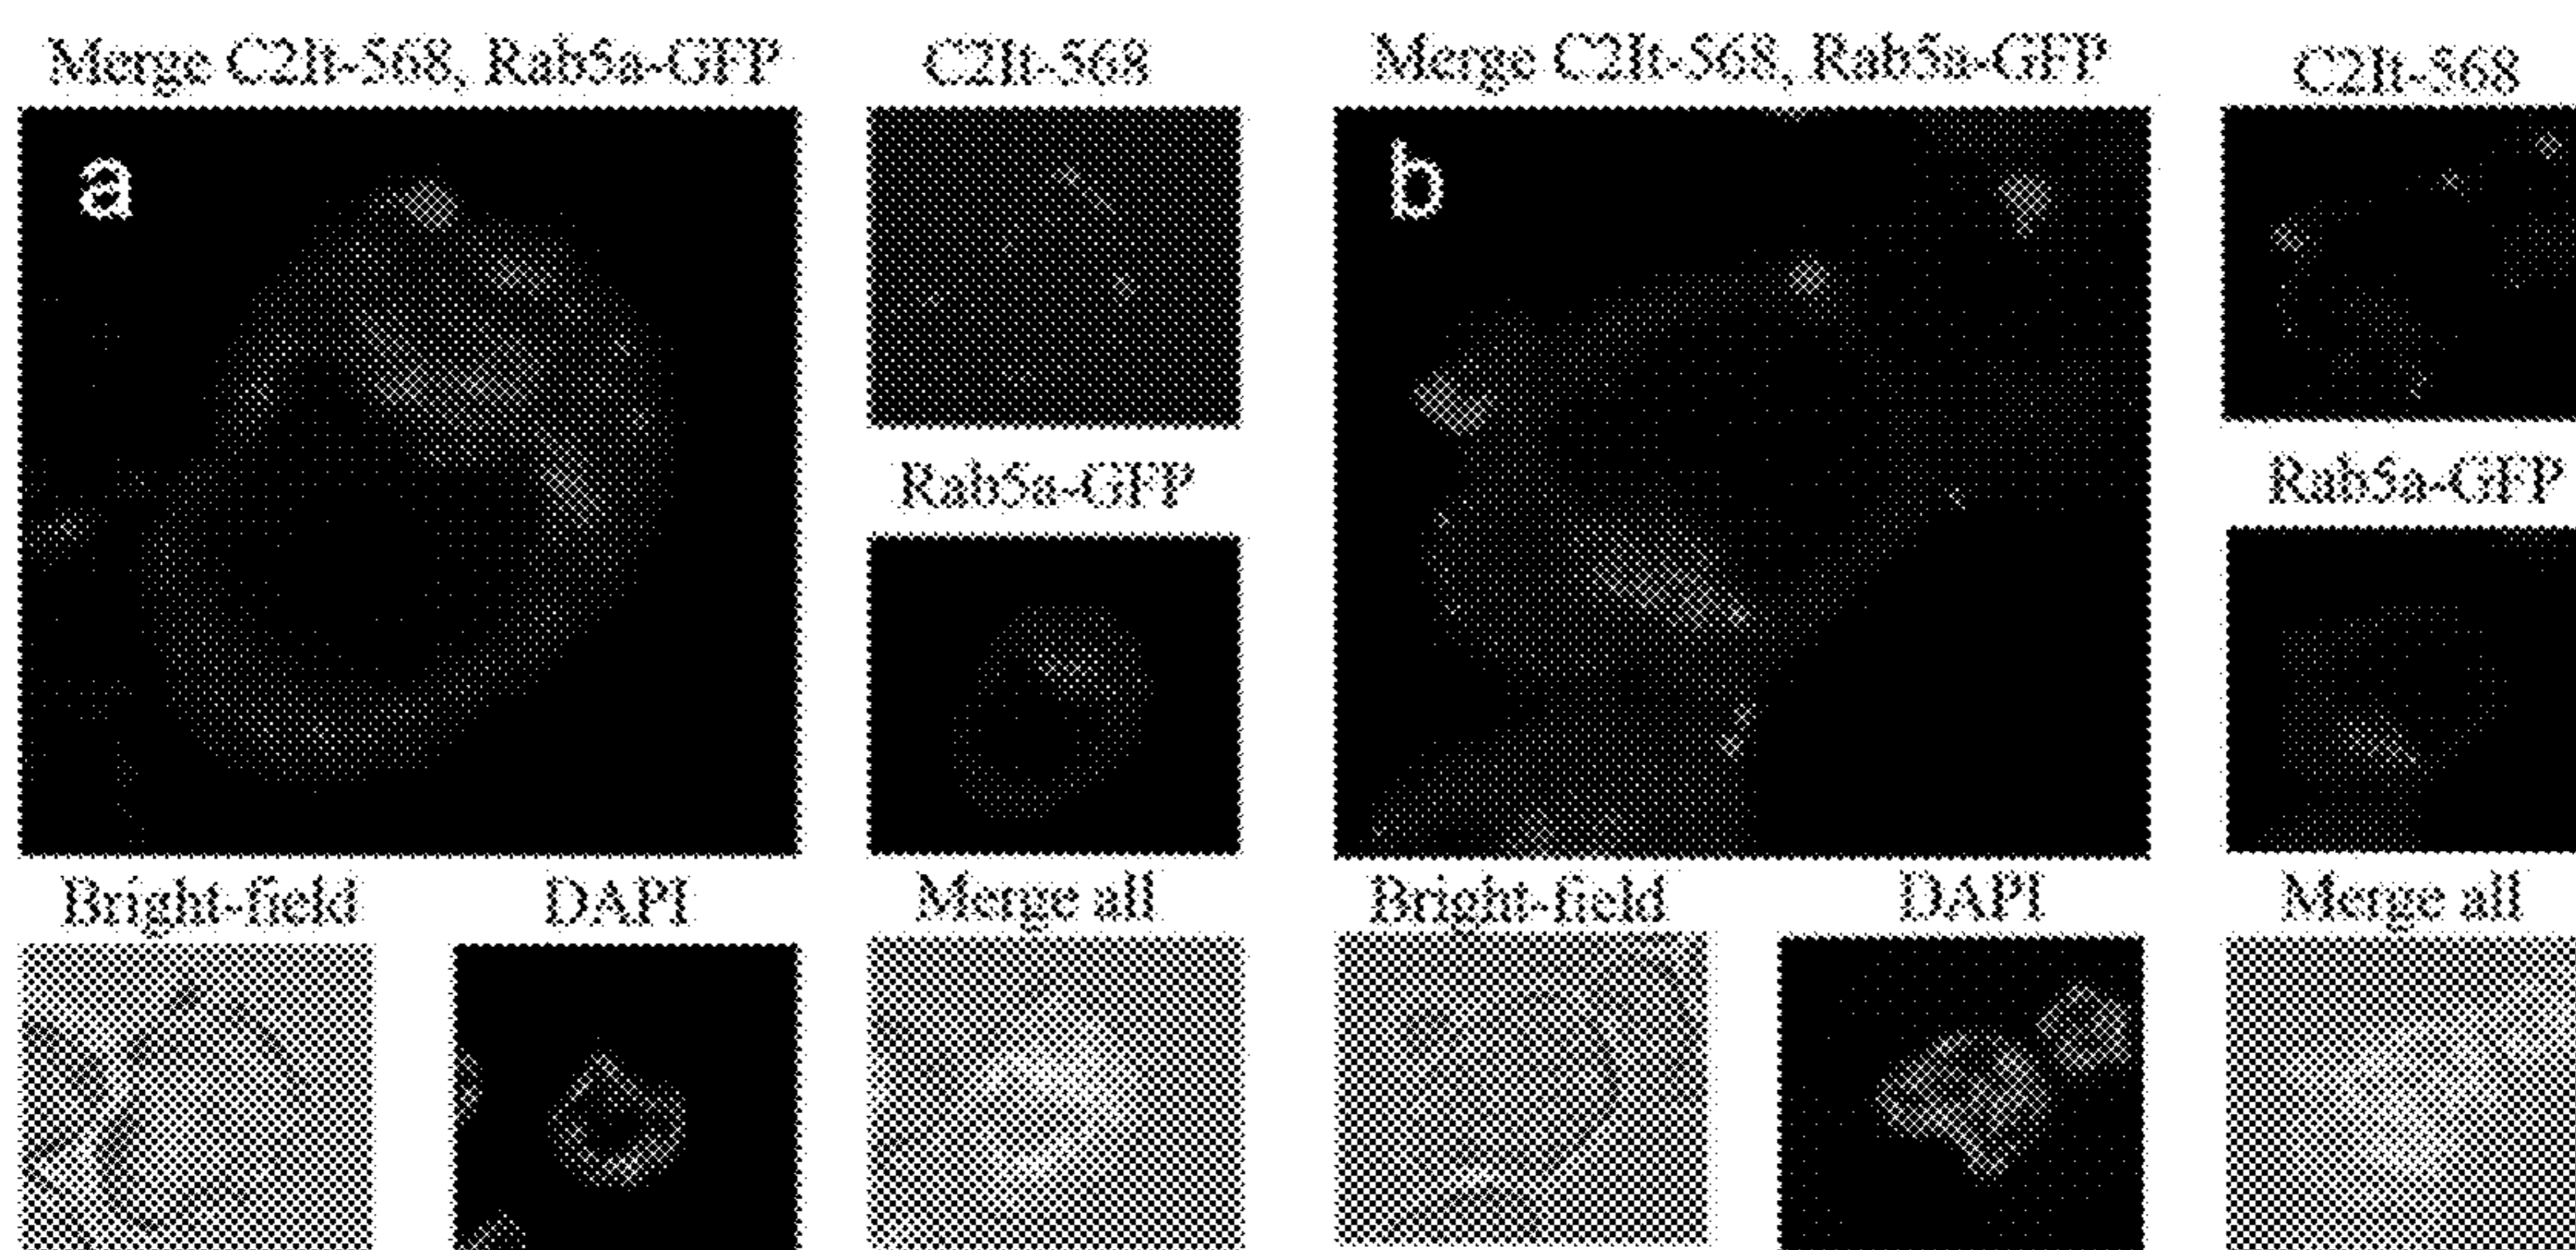 Merge C2It-568, Rab5a-GFP
C2It-568
a
Rab5a-GFP
Bright-field
DAPI
Merge all
Merge C2It-568, Rab5a-GFP
C2It-568
b
Rab5a-GFP
Bright-field
DAPI
Merge all